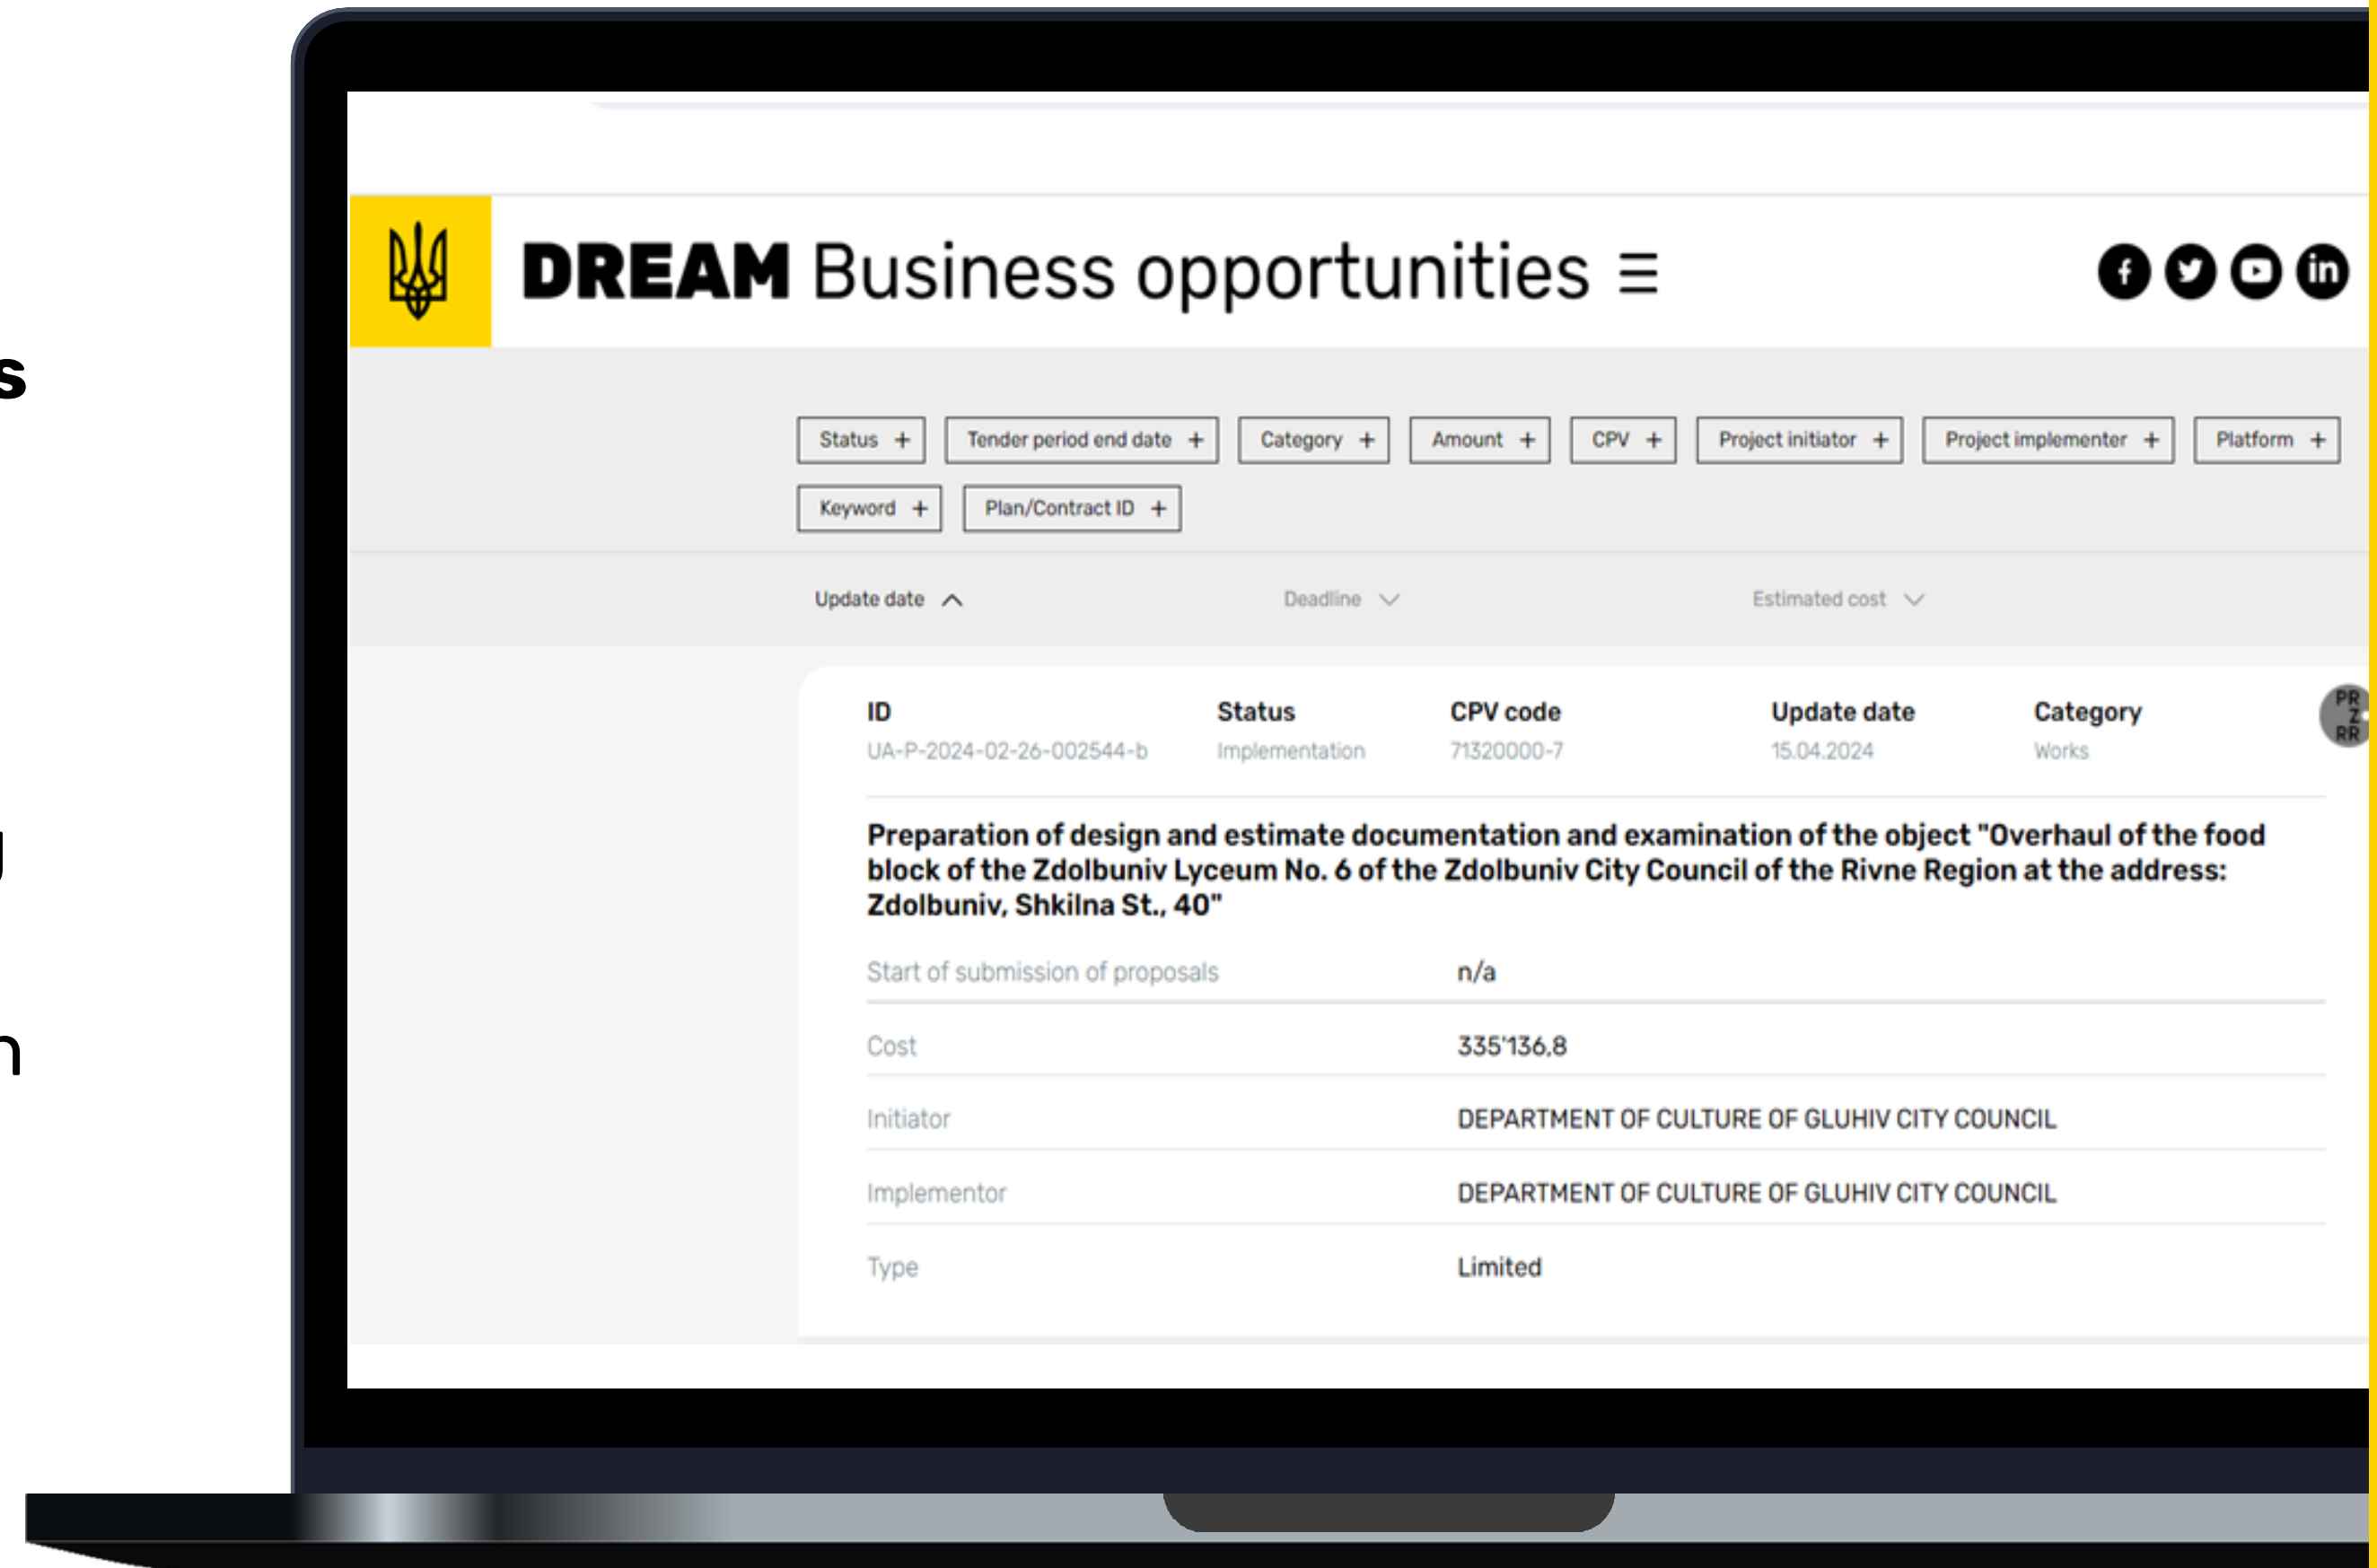 s
g
n
DREAM Business opportunities
Status + Tender period end date + Category + Amount + CPV + Project initiator + Project implementer + Platform +
Keyword + Plan/Contract ID +
Update date Deadline Estimated cost
ID Status CPV code Update date Category
UA-P-2024-02-26-002544-b Implementation 71320000-7 15.04.2024 Works
PR
Z
RR
Preparation of design and estimate documentation and examination of the object "Overhaul of the food
block of the Zdolbuniv Lyceum No. 6 of the Zdolbuniv City Council of the Rivne Region at the address:
Zdolbuniv, Shkilna St., 40"
Start of submission of proposals n/a
Cost 335'136,8
Initiator DEPARTMENT OF CULTURE OF GLUHIV CITY COUNCIL
Implementor DEPARTMENT OF CULTURE OF GLUHIV CITY COUNCIL
Type Limited